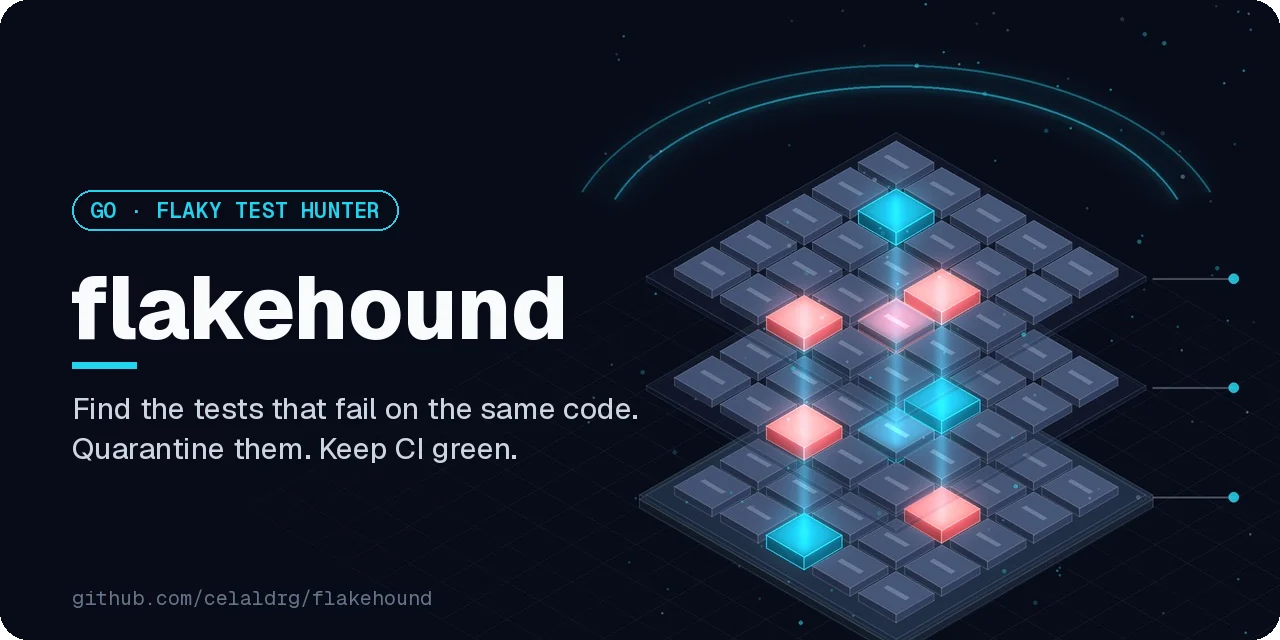 GO · FLAKY TEST HUNTER
flakehound
Find the tests that fail on the same code.
Quarantine them. Keep CI green.
github.com/celaldrg/flakehound